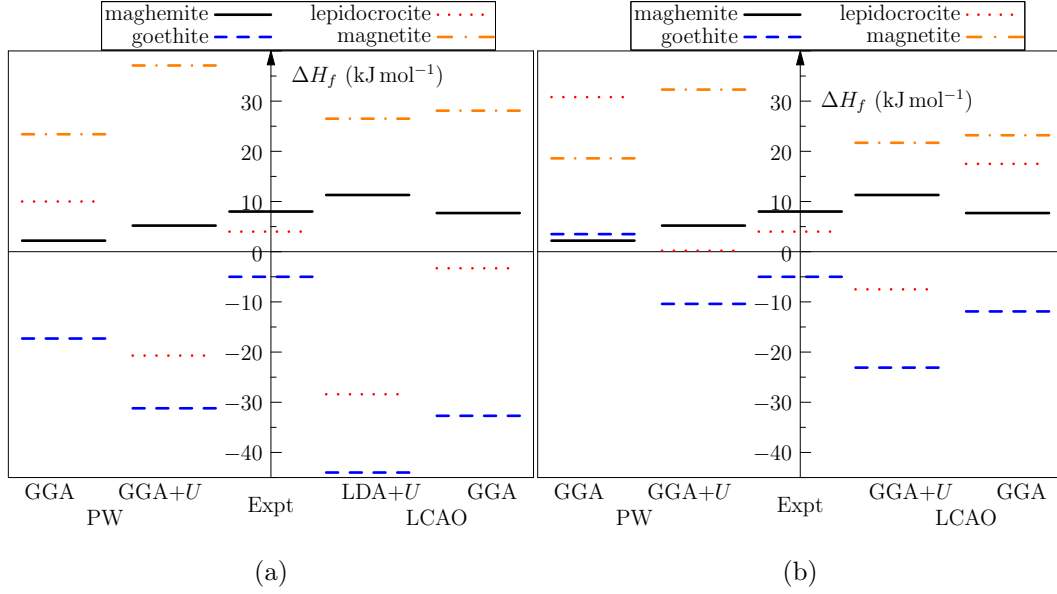 maghemite lepidocrocite
goethite magnetite
ΔH_f (kJ mol⁻¹)
30
20
10
0
−10
−20
−30
−40
GGA GGA+U Expt LDA+U GGA
PW LCAO
(a)
maghemite lepidocrocite
goethite magnetite
ΔH_f (kJ mol⁻¹)
30
20
10
0
−10
−20
−30
−40
GGA GGA+U Expt GGA+U GGA
PW LCAO
(b)